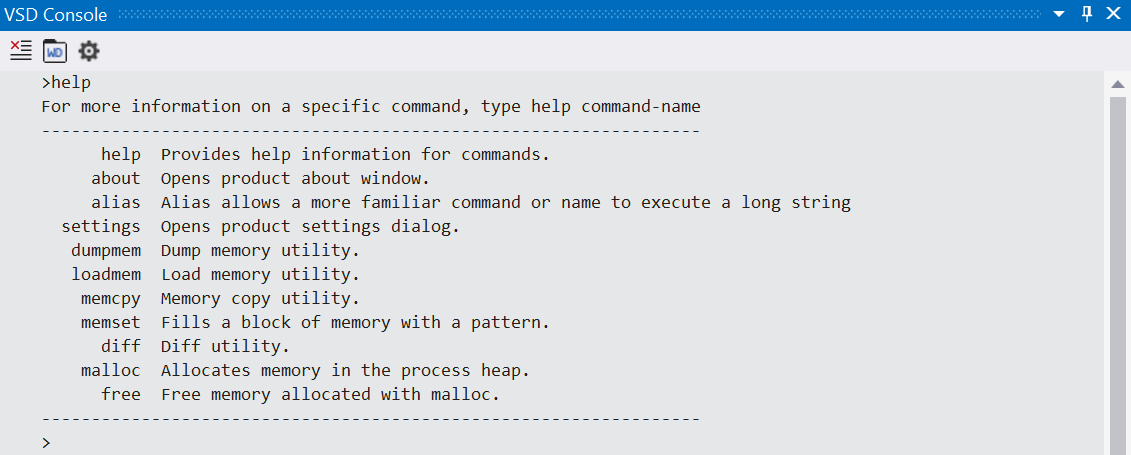 VSD Console
WD
>help
For more information on a specific command, type help command-name
------------------------------------------------------------------
help  Provides help information for commands.
about  Opens product about window.
alias  Alias allows a more familiar command or name to execute a long string
settings  Opens product settings dialog.
dumpmem  Dump memory utility.
loadmem  Load memory utility.
memcpy  Memory copy utility.
memset  Fills a block of memory with a pattern.
diff  Diff utility.
malloc  Allocates memory in the process heap.
free  Free memory allocated with malloc.
------------------------------------------------------------------
>